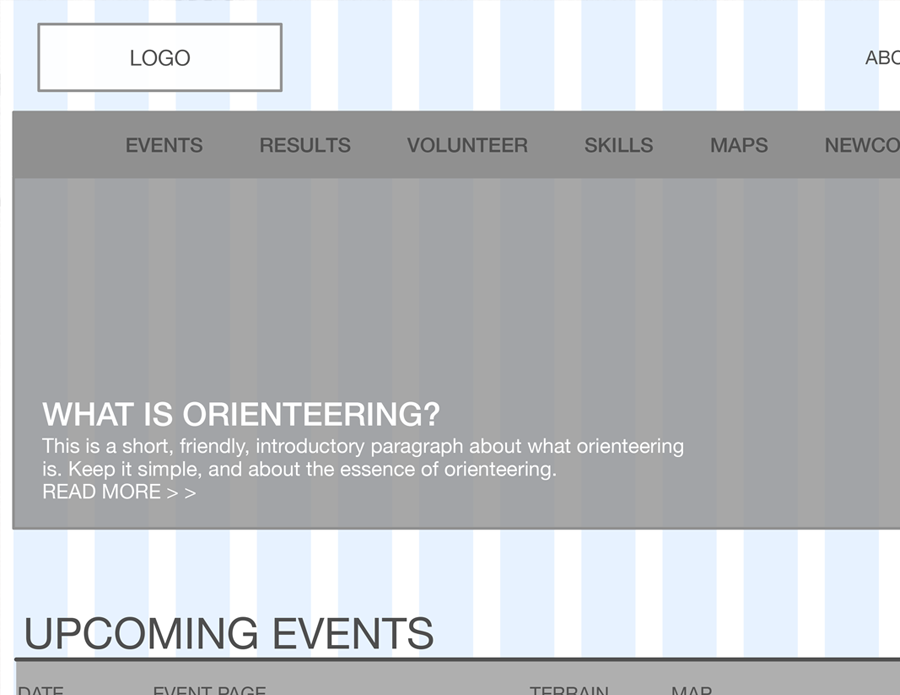 LOGO
ABO
EVENTS RESULTS VOLUNTEER SKILLS MAPS NEWCO
WHAT IS ORIENTEERING?
This is a short, friendly, introductory paragraph about what orienteering
is. Keep it simple, and about the essence of orienteering.
READ MORE > >
UPCOMING EVENTS
DATE EVENT PAGE TERRAIN MAP